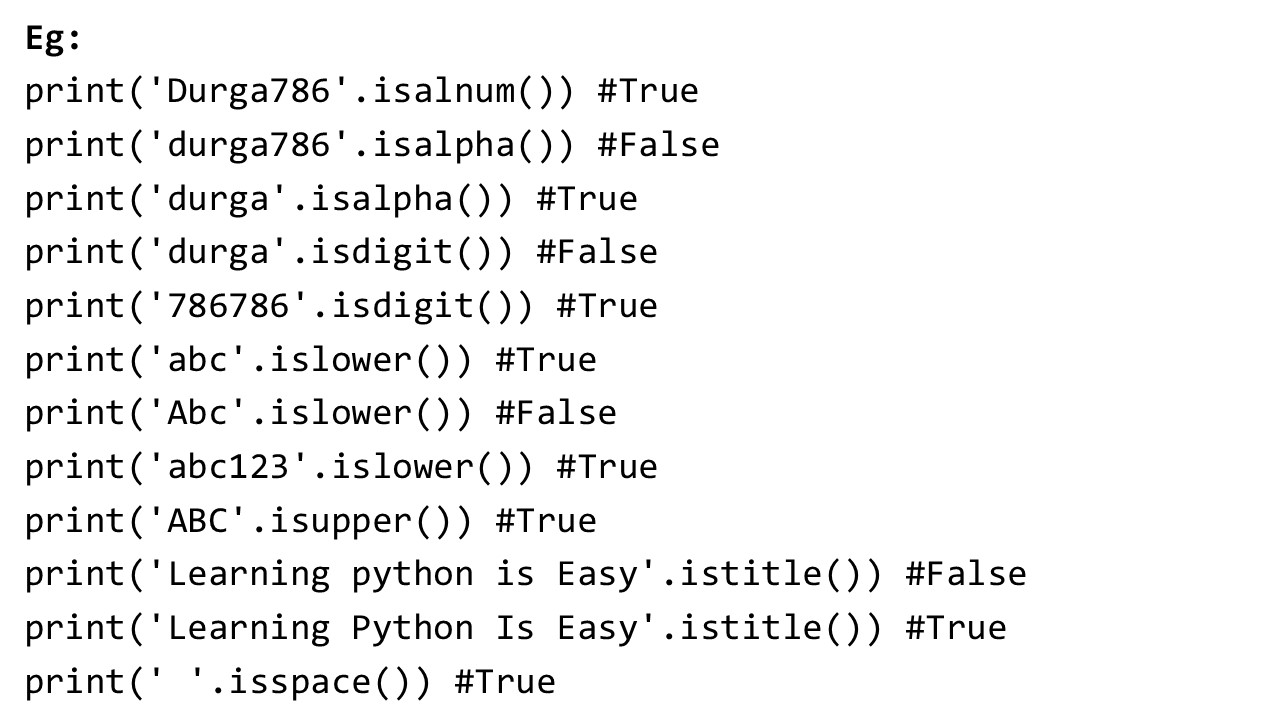 Eg:
print('Durga786'.isalnum()) #True
print('durga786'.isalpha()) #False
print('durga'.isalpha()) #True
print('durga'.isdigit()) #False
print('786786'.isdigit()) #True
print('abc'.islower()) #True
print('Abc'.islower()) #False
print('abc123'.islower()) #True
print('ABC'.isupper()) #True
print('Learning python is Easy'.istitle()) #False
print('Learning Python Is Easy'.istitle()) #True
print(' '.isspace()) #True